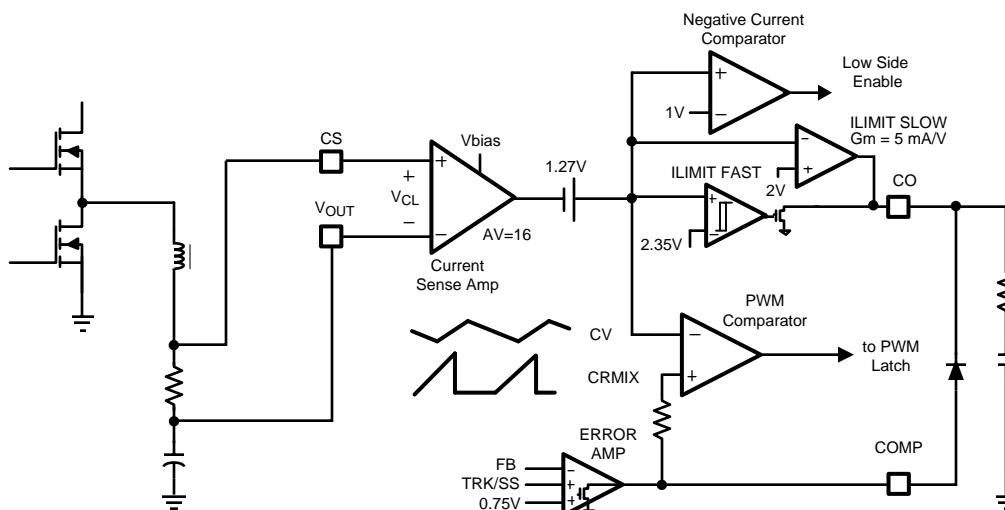 Negative Current
Comparator
Low Side
Enable
+
1V
−
ILIMIT SLOW
Gm = 5 mA/V
−
+
2V
CO
CS
Vbias
1.27V
ILIMIT FAST
+
VCL
−
+
−
AV=16
VOUT
Current
Sense Amp
+
−
2.35V
PWM
Comparator
CV
−
CRMIX
+
to PWM
Latch
ERROR
AMP
COMP
FB
−
TRK/SS
+
0.75V
+